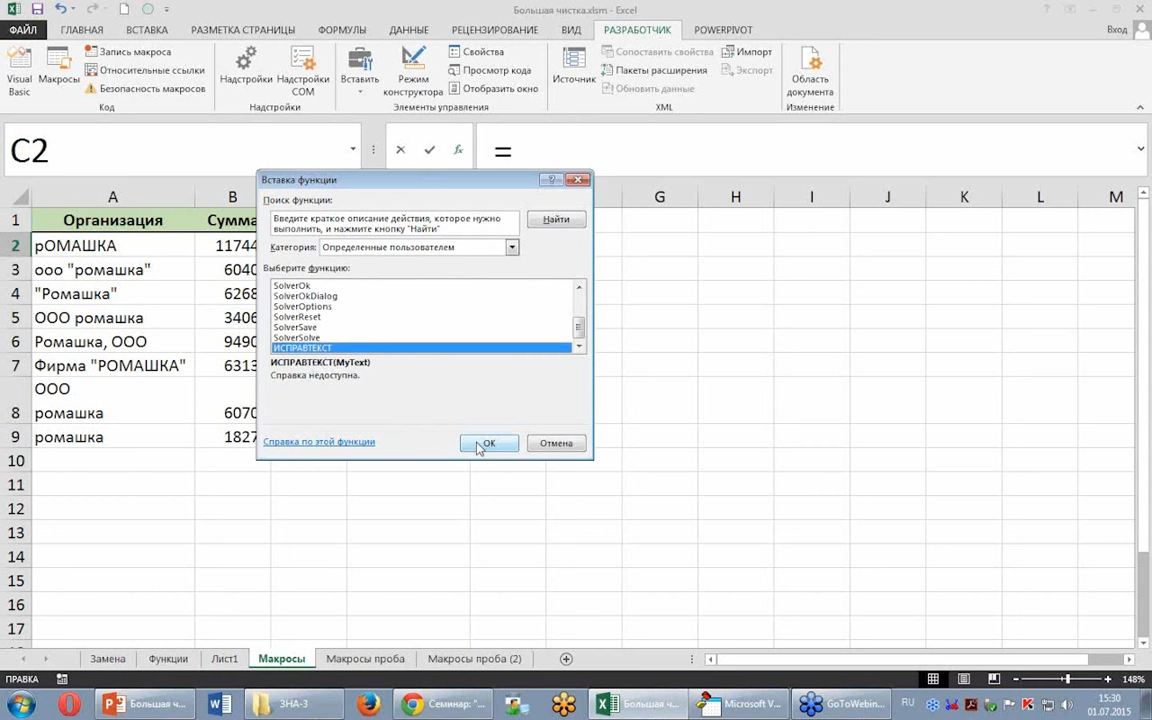 Большая чистка.xlsm - Excel
ФАЙЛ ГЛАВНАЯ ВСТАВКА РАЗМЕТКА СТРАНИЦЫ ФОРМУЛЫ ДАННЫЕ РЕЦЕНЗИРОВАНИЕ ВИД РАЗРАБОТЧИК POWERPIVOT Вход
Visual Basic
Макросы
Запись макроса
Относительные ссылки
Безопасность макросов
Код
Надстройки
Надстройки COM
Надстройки
Вставить
Режим конструктора
Свойства
Просмотр кода
Отобразить окно
Элементы управления
Источник
Сопоставить свойства
Пакеты расширения
Обновить данные
Импорт
Экспорт
XML
Область документа
Изменение
C2 fx =
Вставка функции
Поиск функции:
Введите краткое описание действия, которое нужно
выполнить, и нажмите кнопку "Найти"
Найти
Категория: Определенные пользователем
Выберите функцию:
SolverOk
SolverOkDialog
SolverOptions
SolverReset
SolverSave
SolverSolve
ИСПРАВТЕКСТ
ИСПРАВТЕКСТ(MyText)
Справка недоступна.
Справка по этой функции
ОК Отмена
A B G H I J K L M
1 Организация Сумма
2 рОМАШКА 11744
3 ооо "ромашка" 6040
4 "Ромашка" 6268
5 ООО ромашка 3406
6 Ромашка, ООО 9490
7 Фирма "РОМАШКА" 6313
ООО
8 ромашка 6070
9 ромашка 1827
10
11
12
13
14
15
16
17
Замена Функции Лист1 Макросы Макросы проба Макросы проба (2)
ПРАВКА 148%
Большая ч...
ЗНА-3
Семинар: "...
Большая ч...
Microsoft V...
GoToWebin...
RU
15:30
01.07.2015